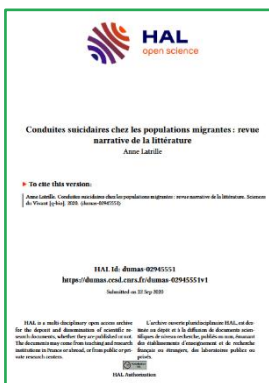 HAL
open science
Conduites suicidaires chez les populations migrantes : revue
narrative de la littérature
Anne Latrille
▶ To cite this version:
Anne Latrille. Conduites suicidaires chez les populations migrantes : revue narrative de la littérature. Sciences
du Vivant [q-bio]. 2020. dumas-02945551
HAL Id: dumas-02945551
https://dumas.ccsd.cnrs.fr/dumas-02945551v1
Submitted on 22 Sep 2020
HAL is a multi-disciplinary open access archive
for the deposit and dissemination of scientific re-
search documents, whether they are published or not.
The documents may come from teaching and research
institutions in France or abroad, or from public or pri-
vate research centers.
L'archive ouverte pluridisciplinaire HAL, est des-
tinée au dépôt et à la diffusion de documents scien-
tifiques de niveau recherche, publiés ou non, émanant
des établissements d'enseignement et de recherche
français ou étrangers, des laboratoires publics ou
privés.
HAL Authorization